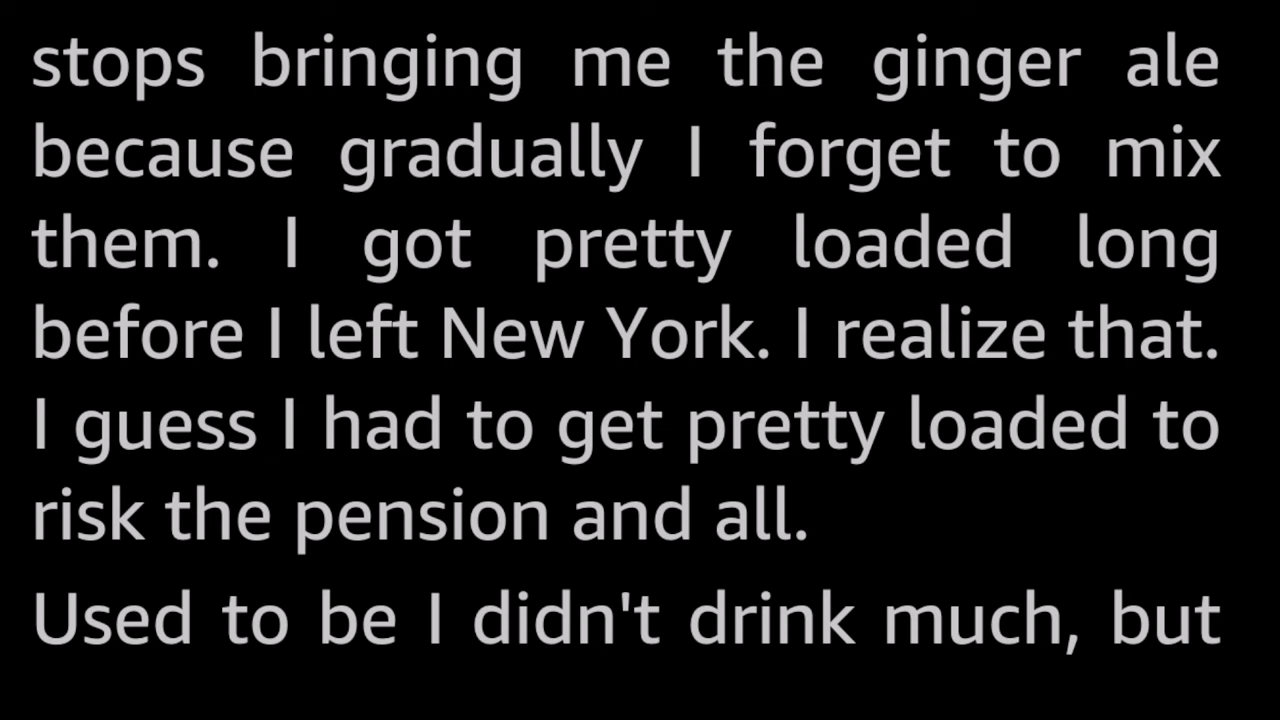 stops bringing me the ginger ale
because gradually I forget to mix
them. I got pretty loaded long
before I left New York. I realize that.
I guess I had to get pretty loaded to
risk the pension and all.
Used to be I didn't drink much, but